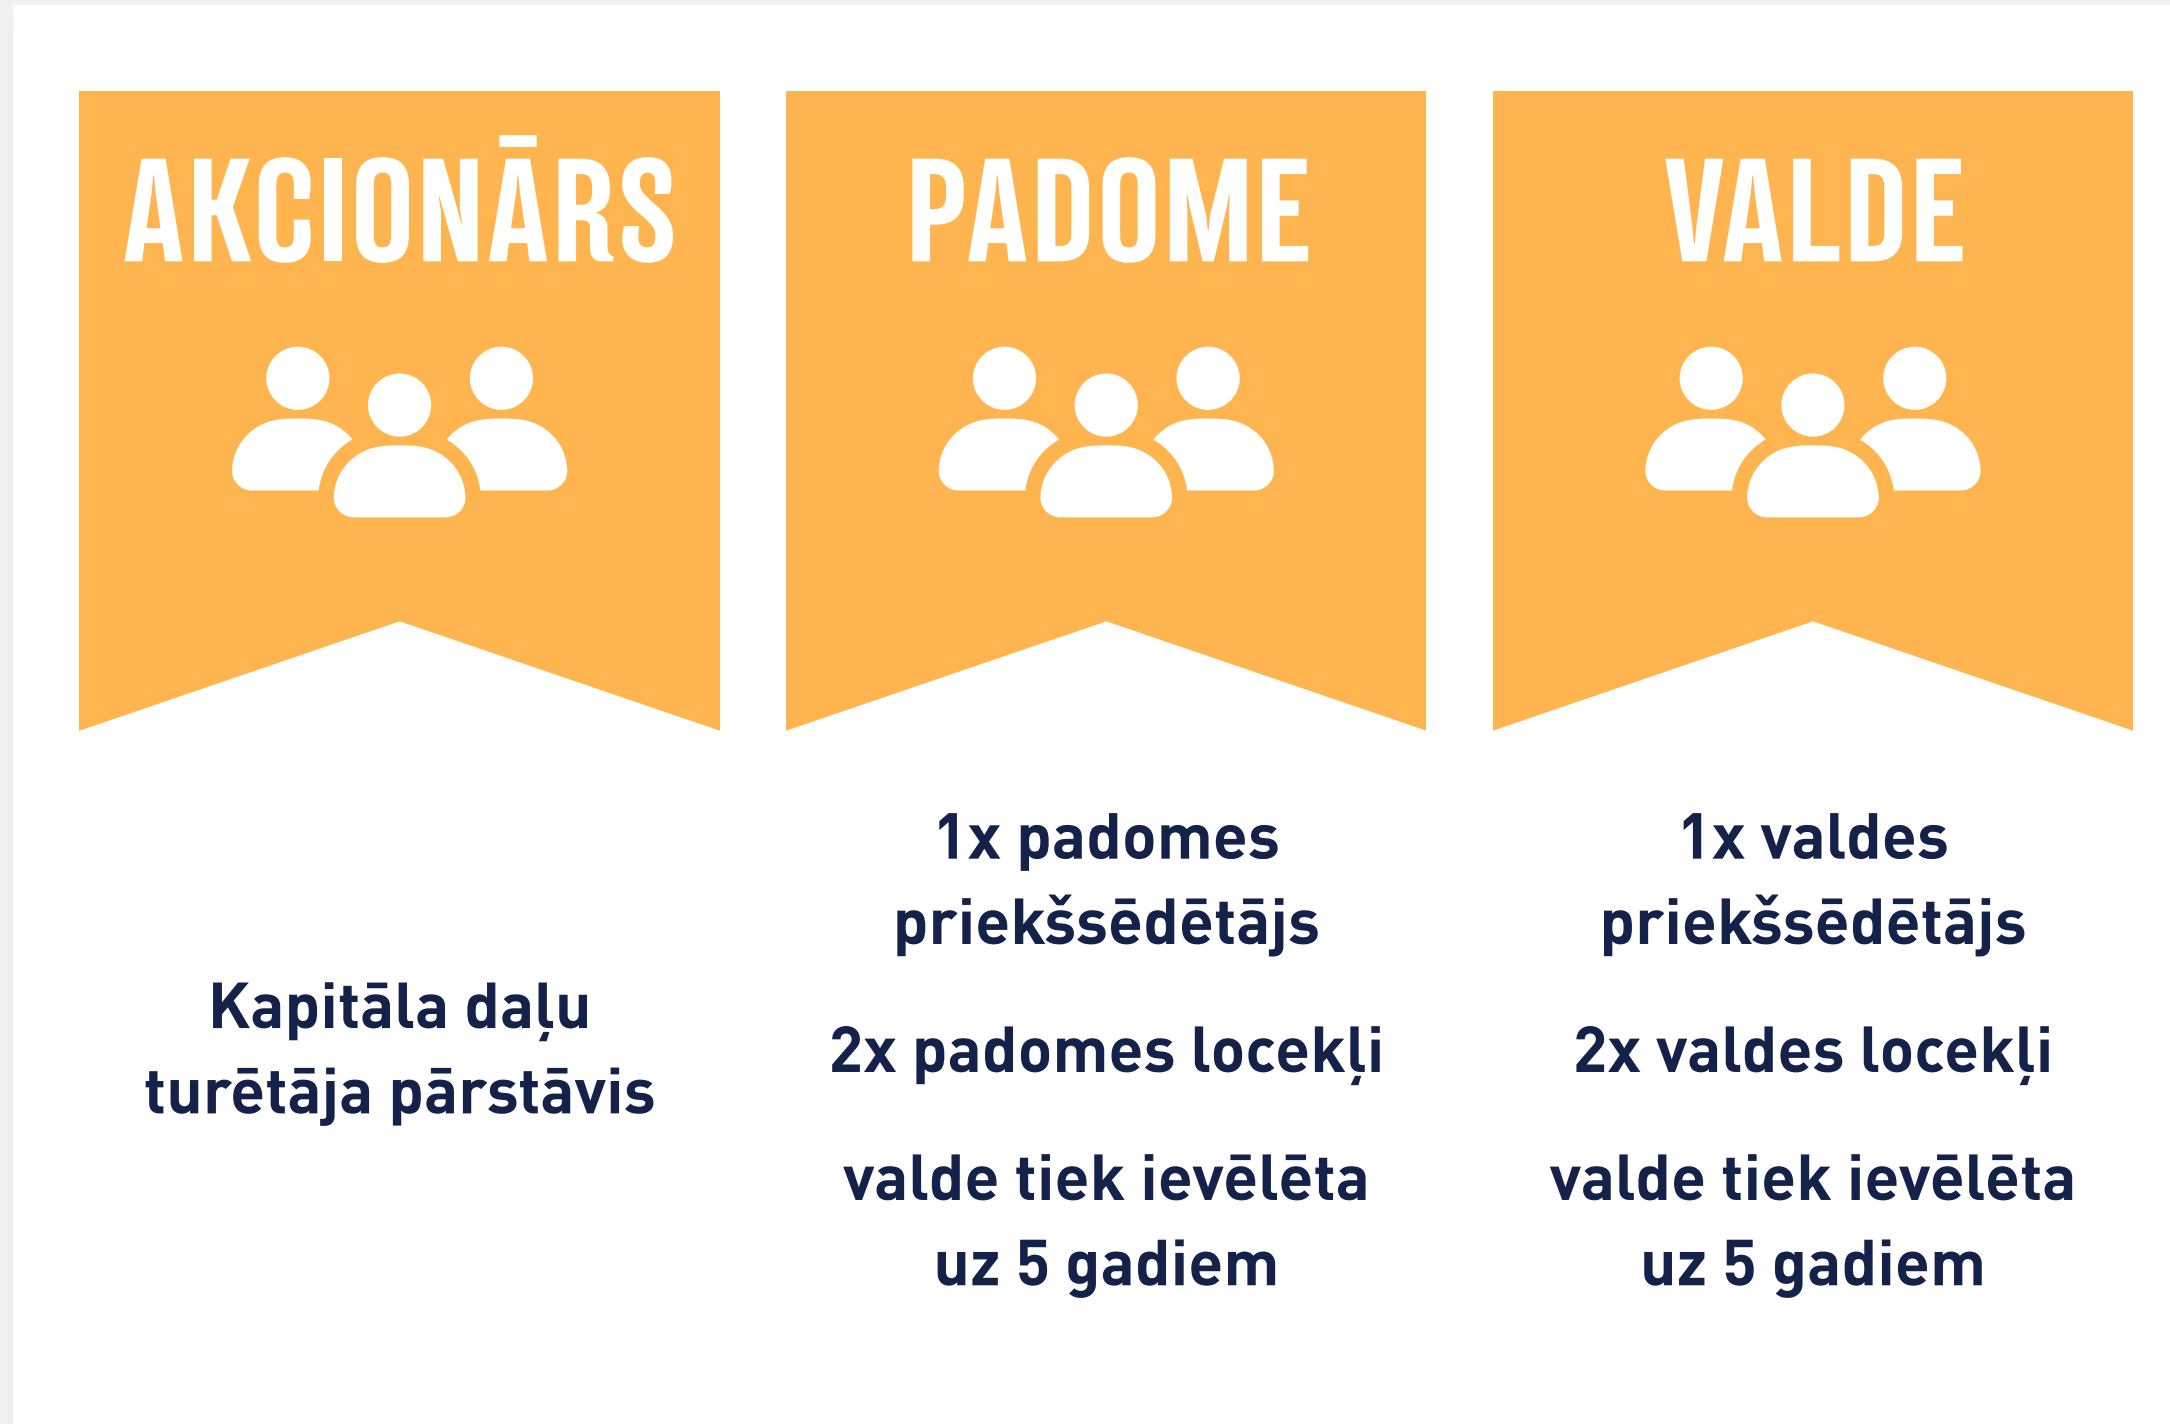 AKCIONĀRS
Kapitāla daļu
turētāja pārstāvis
PADOME
1x padomes
priekšsēdētājs
2x padomes locekļi
valde tiek ievēlēta
uz 5 gadiem
VALDE
1x valdes
priekšsēdētājs
2x valdes locekļi
valde tiek ievēlēta
uz 5 gadiem